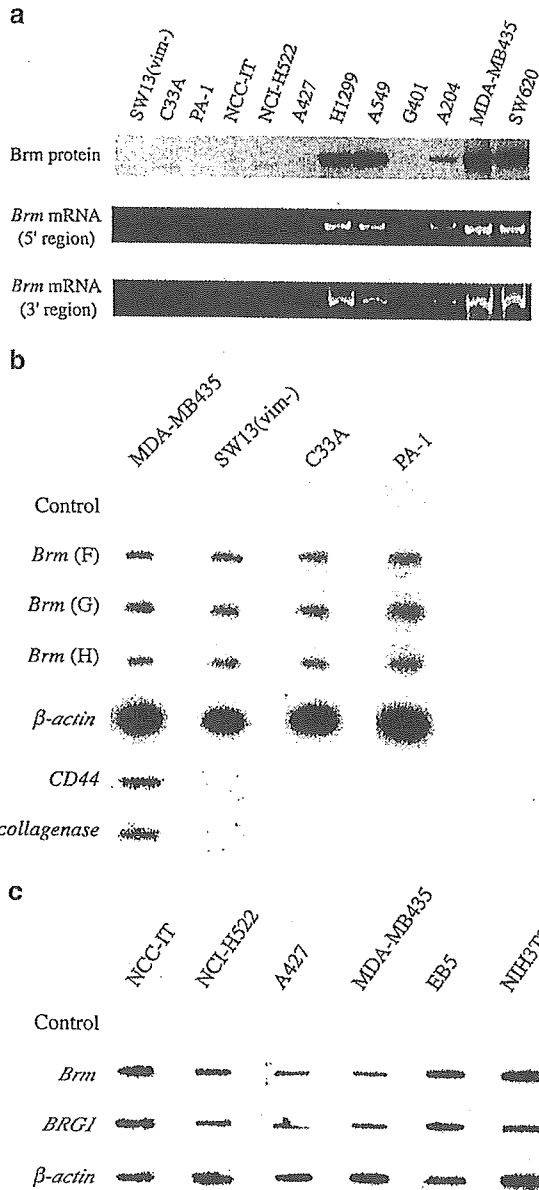 a
SW13(vim-)
C33A
PA-1
NCC-IT
NCI-H522
A427
H1299
A549
G401
A204
MDA-MB435
SW620
Brm protein
Brm mRNA
(5' region)
Brm mRNA
(3' region)
b
MDA-MB435
SW13(vim-)
C33A
PA-1
Control
Brm (F)
Brm (G)
Brm (H)
β-actin
CD44
collagenase
c
NCC-IT
NCI-H522
A427
MDA-MB435
EB5
NIH3T
Control
Brm
BRG1
β-actin